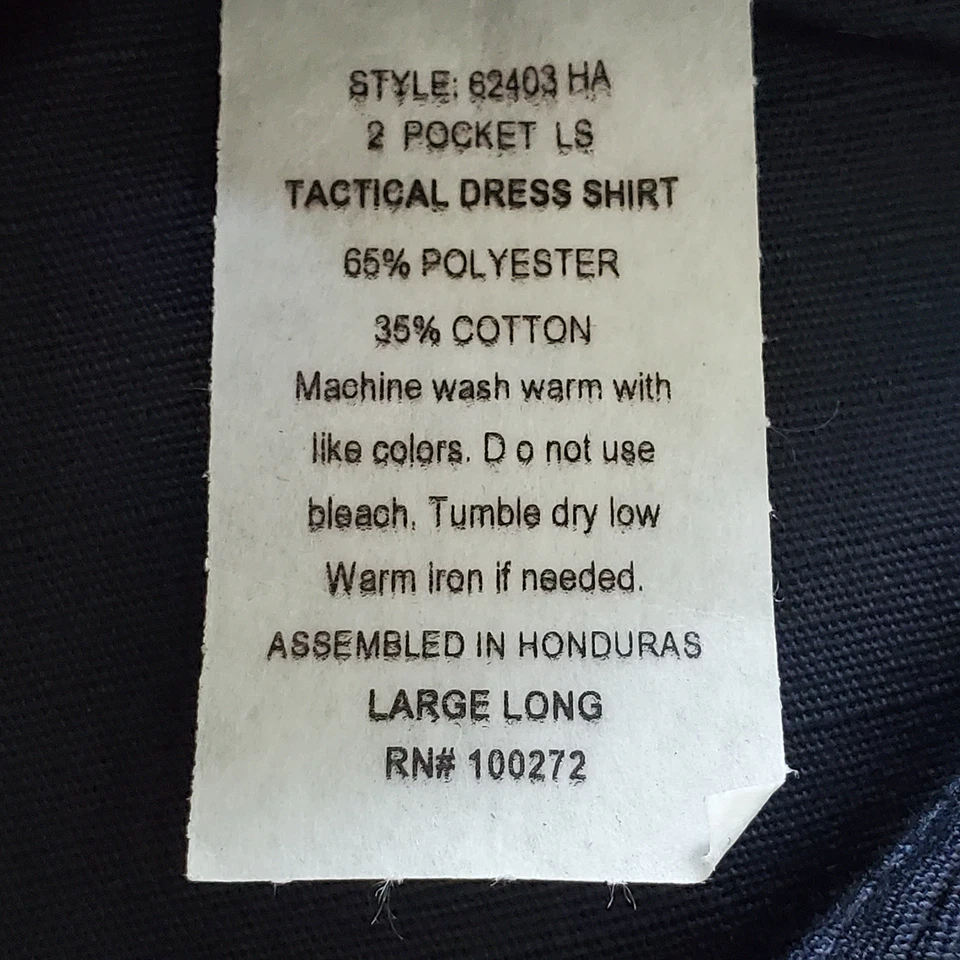 STYLE: 62403 HA
2 POCKET LS
TACTICAL DRESS SHIRT
65% POLYESTER
35% COTTON
Machine wash warm with
like colors. D o not use
bleach. Tumble dry low
Warm iron if needed.
ASSEMBLED IN HONDURAS
LARGE LONG
RN# 100272